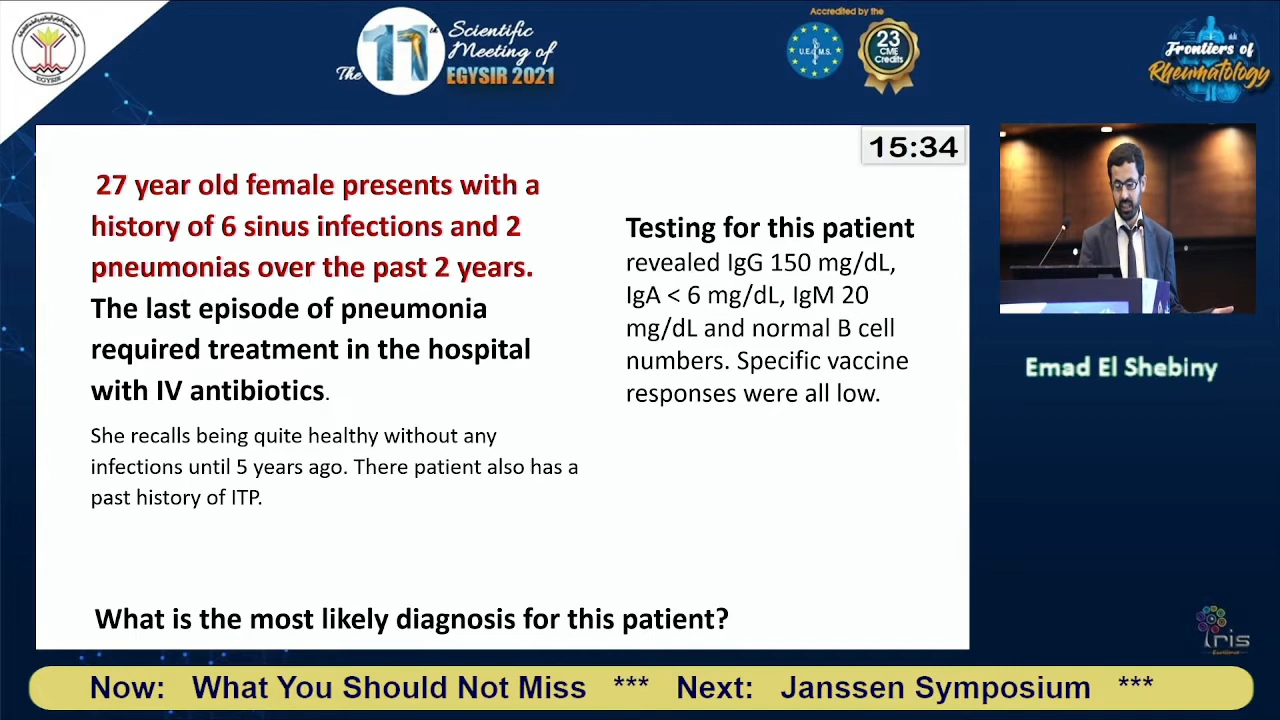 The 11th
Scientific
Meeting of
EGYSIR 2021
Accredited by the
U.E.M.S.
23
CME
Credits
Frontiers of
Rheumatology
EGYSIR
15:34
27 year old female presents with a
history of 6 sinus infections and 2
pneumonias over the past 2 years.
The last episode of pneumonia
required treatment in the hospital
with IV antibiotics.
She recalls being quite healthy without any
infections until 5 years ago. There patient also has a
past history of ITP.
Testing for this patient
revealed IgG 150 mg/dL,
IgA < 6 mg/dL, IgM 20
mg/dL and normal B cell
numbers. Specific vaccine
responses were all low.
What is the most likely diagnosis for this patient?
Emad El Shebiny
Iris
Now: What You Should Not Miss *** Next: Janssen Symposium ***